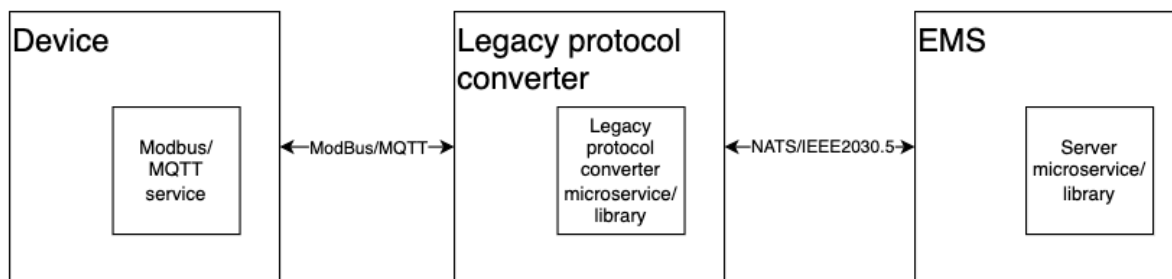 Device
Modbus/
MQTT
service
ModBus/MQTT
Legacy protocol
converter
Legacy
protocol
converter
microservice/
library
NATS/IEEE2030.5
EMS
Server
microservice/
library